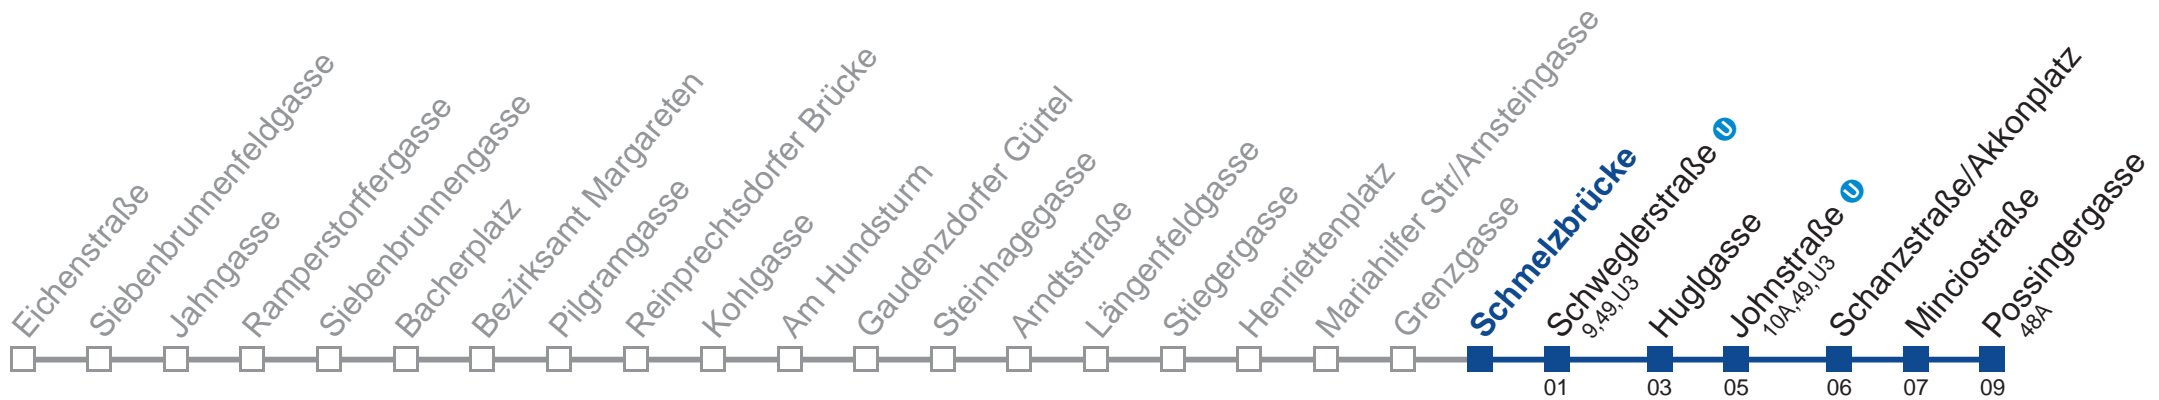 Eichenstraße
Siebenbrunnenfeldgasse
Jahngasse
Ramperstorffergasse
Siebenbrunnengasse
Bacherplatz
Bezirksamt Margareten
Pilgramgasse
Reinprechtsdorfer Brücke
Kohlgasse
Am Hundsturm
Gaudenzdorfer Gürtel
Steinhagegasse
Arndtstraße
Längenfeldgasse
Stiegergasse
Henriettenplatz
Mariahilfer Str/Arnsteingasse
Grenzgasse
Schmelzbrücke
Schweglerstraße U
9,49,U3
Huglgasse
Johnstraße U
10A,49,U3
Schanzstraße/Akkonplatz
Minciostraße
Possingergasse
48A
01 03 05 06 07 09